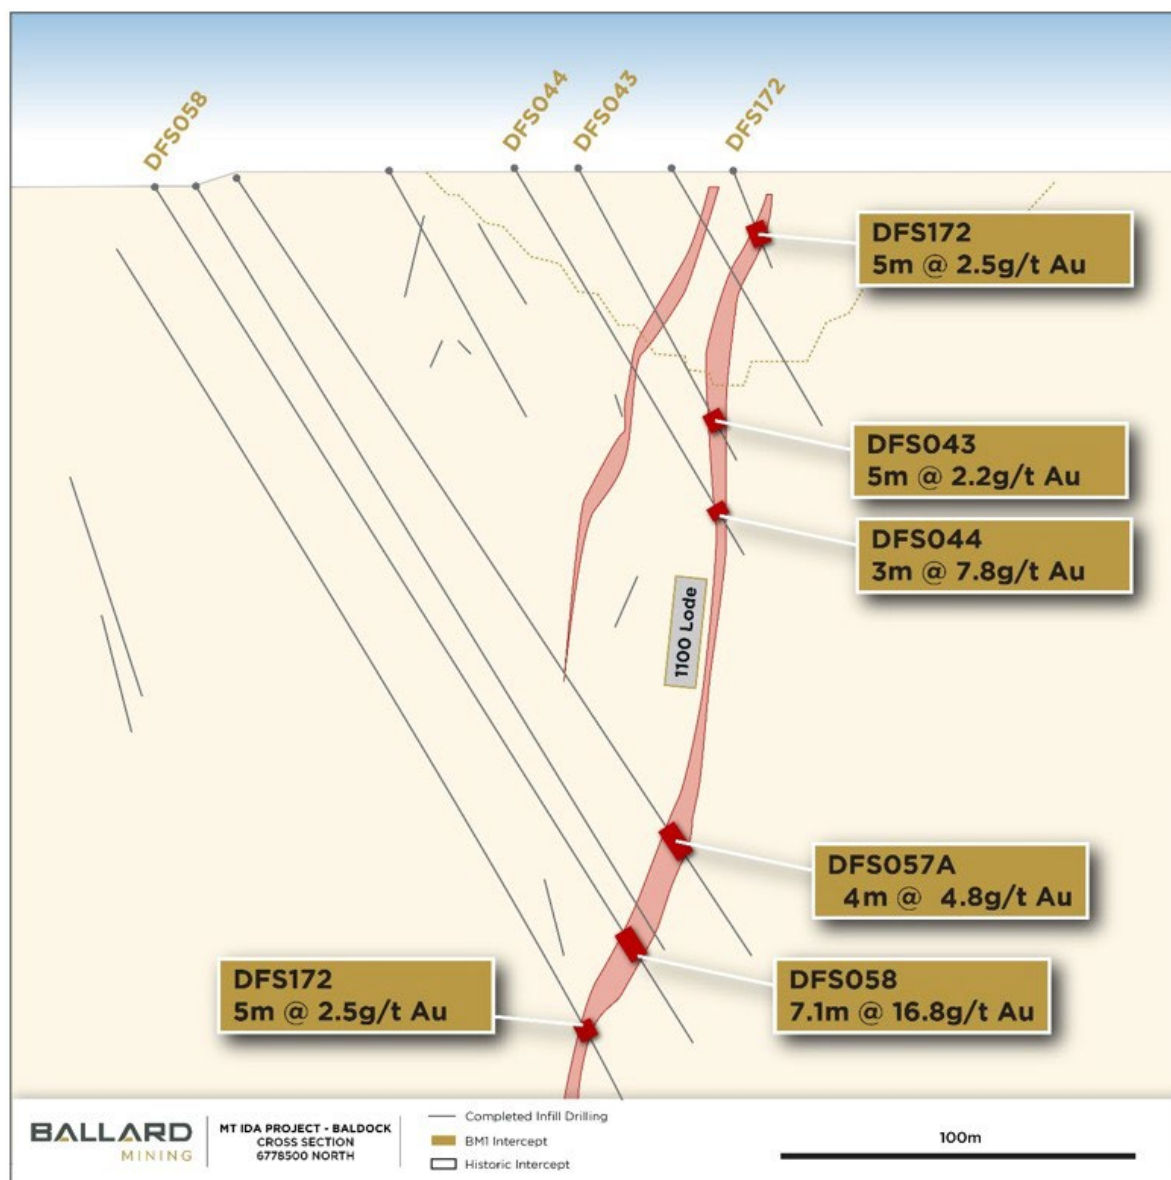 DFS058
DFS044
DFS043
DFS172
DFS172
5m @ 2.5g/t Au
DFS043
5m @ 2.2g/t Au
DFS044
3m @ 7.8g/t Au
1100 Lode
DFS057A
4m @ 4.8g/t Au
DFS172
5m @ 2.5g/t Au
DFS058
7.1m @ 16.8g/t Au
BALLARD
MINING
MT IDA PROJECT - BALDOCK
CROSS SECTION
6778500 NORTH
Completed Infill Drilling
BM1 Intercept
Historic Intercept
100m